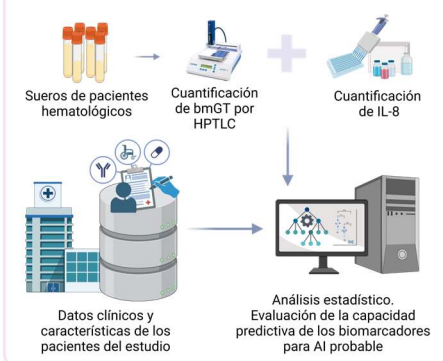 Sueros de pacientes
hematológicos
Cuantificación
de bmGT por
HPTLC
Cuantificación
de IL-8
Datos clínicos y
características de los
pacientes del estudio
Análisis estadístico.
Evaluación de la capacidad
predictiva de los biomarcadores
para AI probable